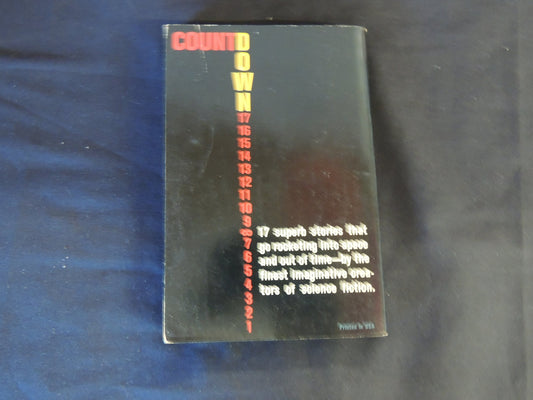 COUNTDOWN
17
16
15
14
13
12
11
10
9
8
7
6
5
4
3
2
1
17 superb stories that
go rocketing into space
and out of time—by the
finest imaginative crea-
tors of science fiction.
Printed in USA